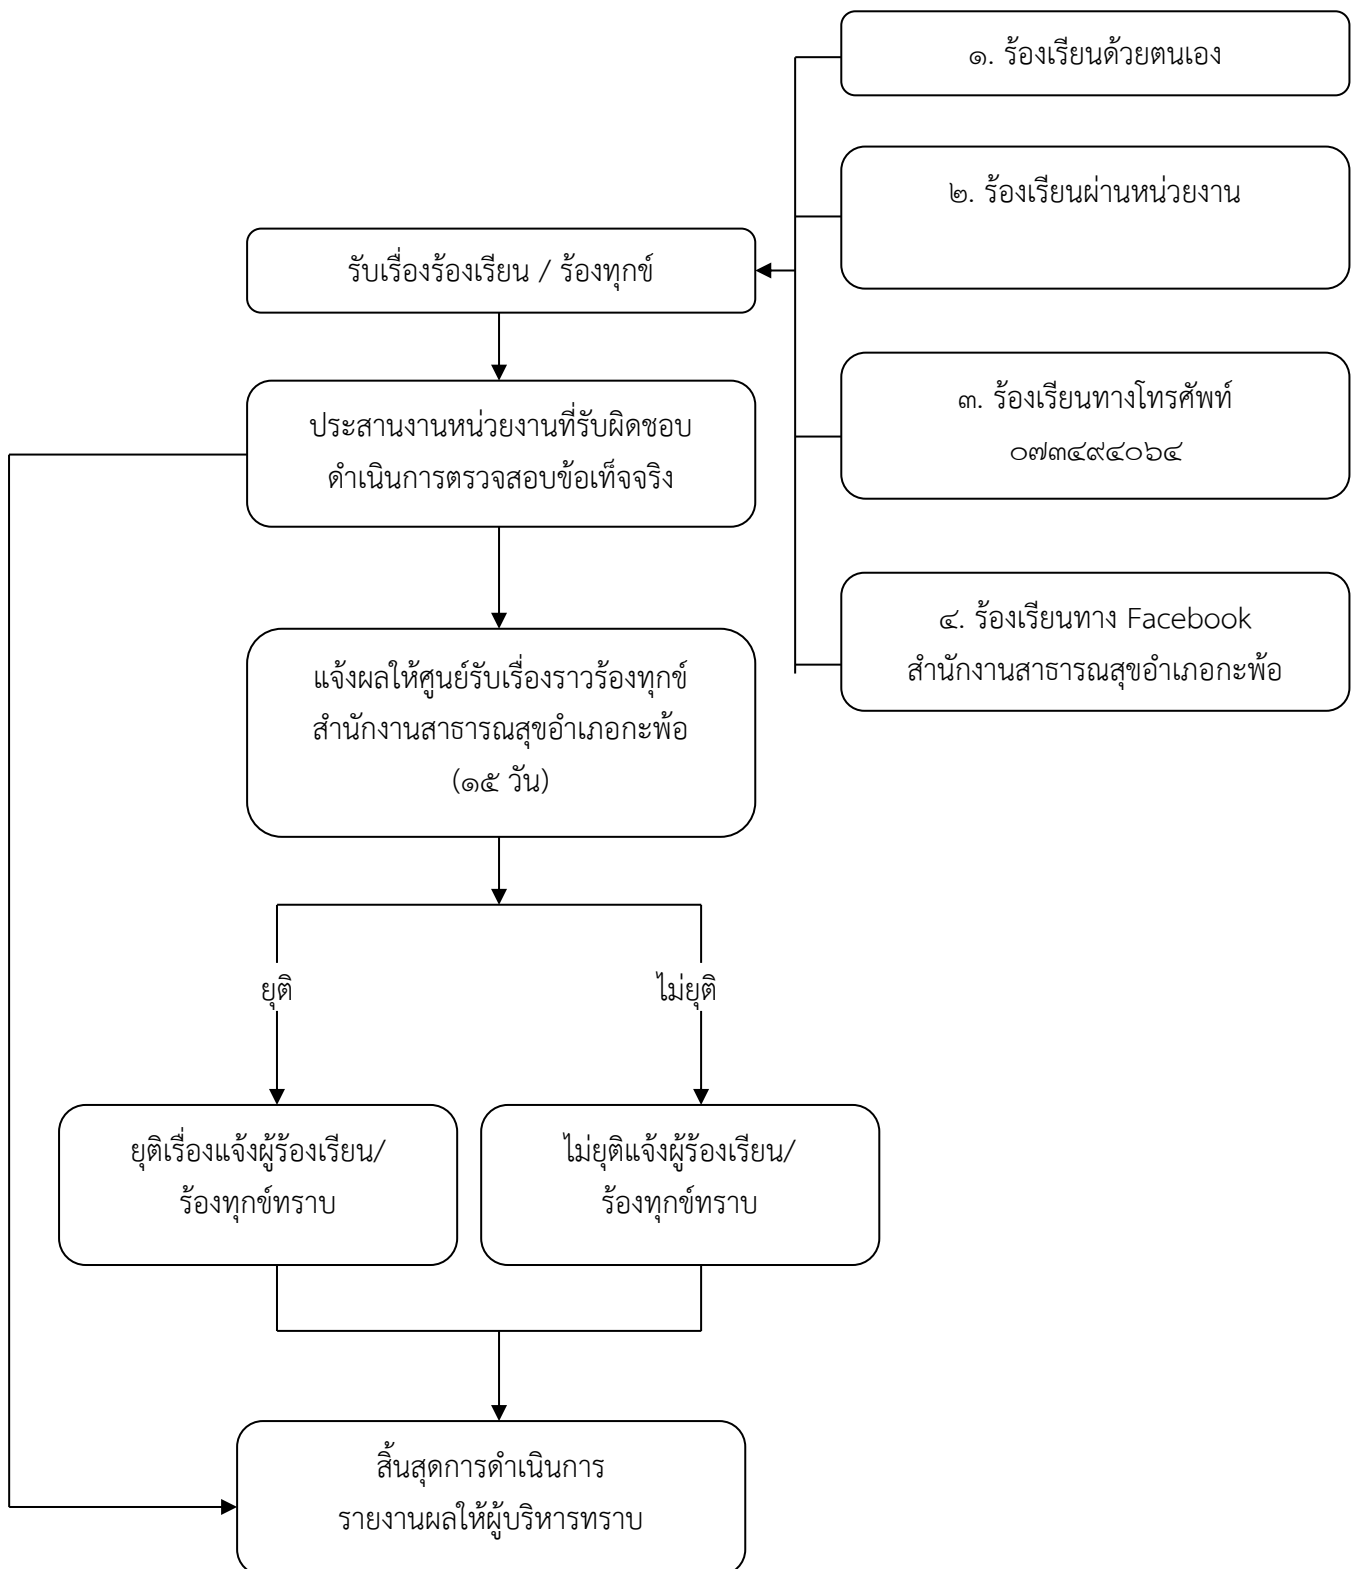 ๑. ร้องเรียนด้วยตนเอง
๒. ร้องเรียนผ่านหน่วยงาน
รับเรื่องร้องเรียน / ร้องทุกข์
๓. ร้องเรียนทางโทรศัพท์
๐๗๓๔๙๔๐๖๔
ประสานงานหน่วยงานที่รับผิดชอบ
ดำเนินการตรวจสอบข้อเท็จจริง
๔. ร้องเรียนทาง Facebook
สำนักงานสาธารณสุขอำเภอกะพ้อ
แจ้งผลให้ศูนย์รับเรื่องราวร้องทุกข์
สำนักงานสาธารณสุขอำเภอกะพ้อ
(๑๕ วัน)
ยุติ
ไม่ยุติ
ยุติเรื่องแจ้งผู้ร้องเรียน/
ร้องทุกข์ทราบ
ไม่ยุติแจ้งผู้ร้องเรียน/
ร้องทุกข์ทราบ
สิ้นสุดการดำเนินการ
รายงานผลให้ผู้บริหารทราบ